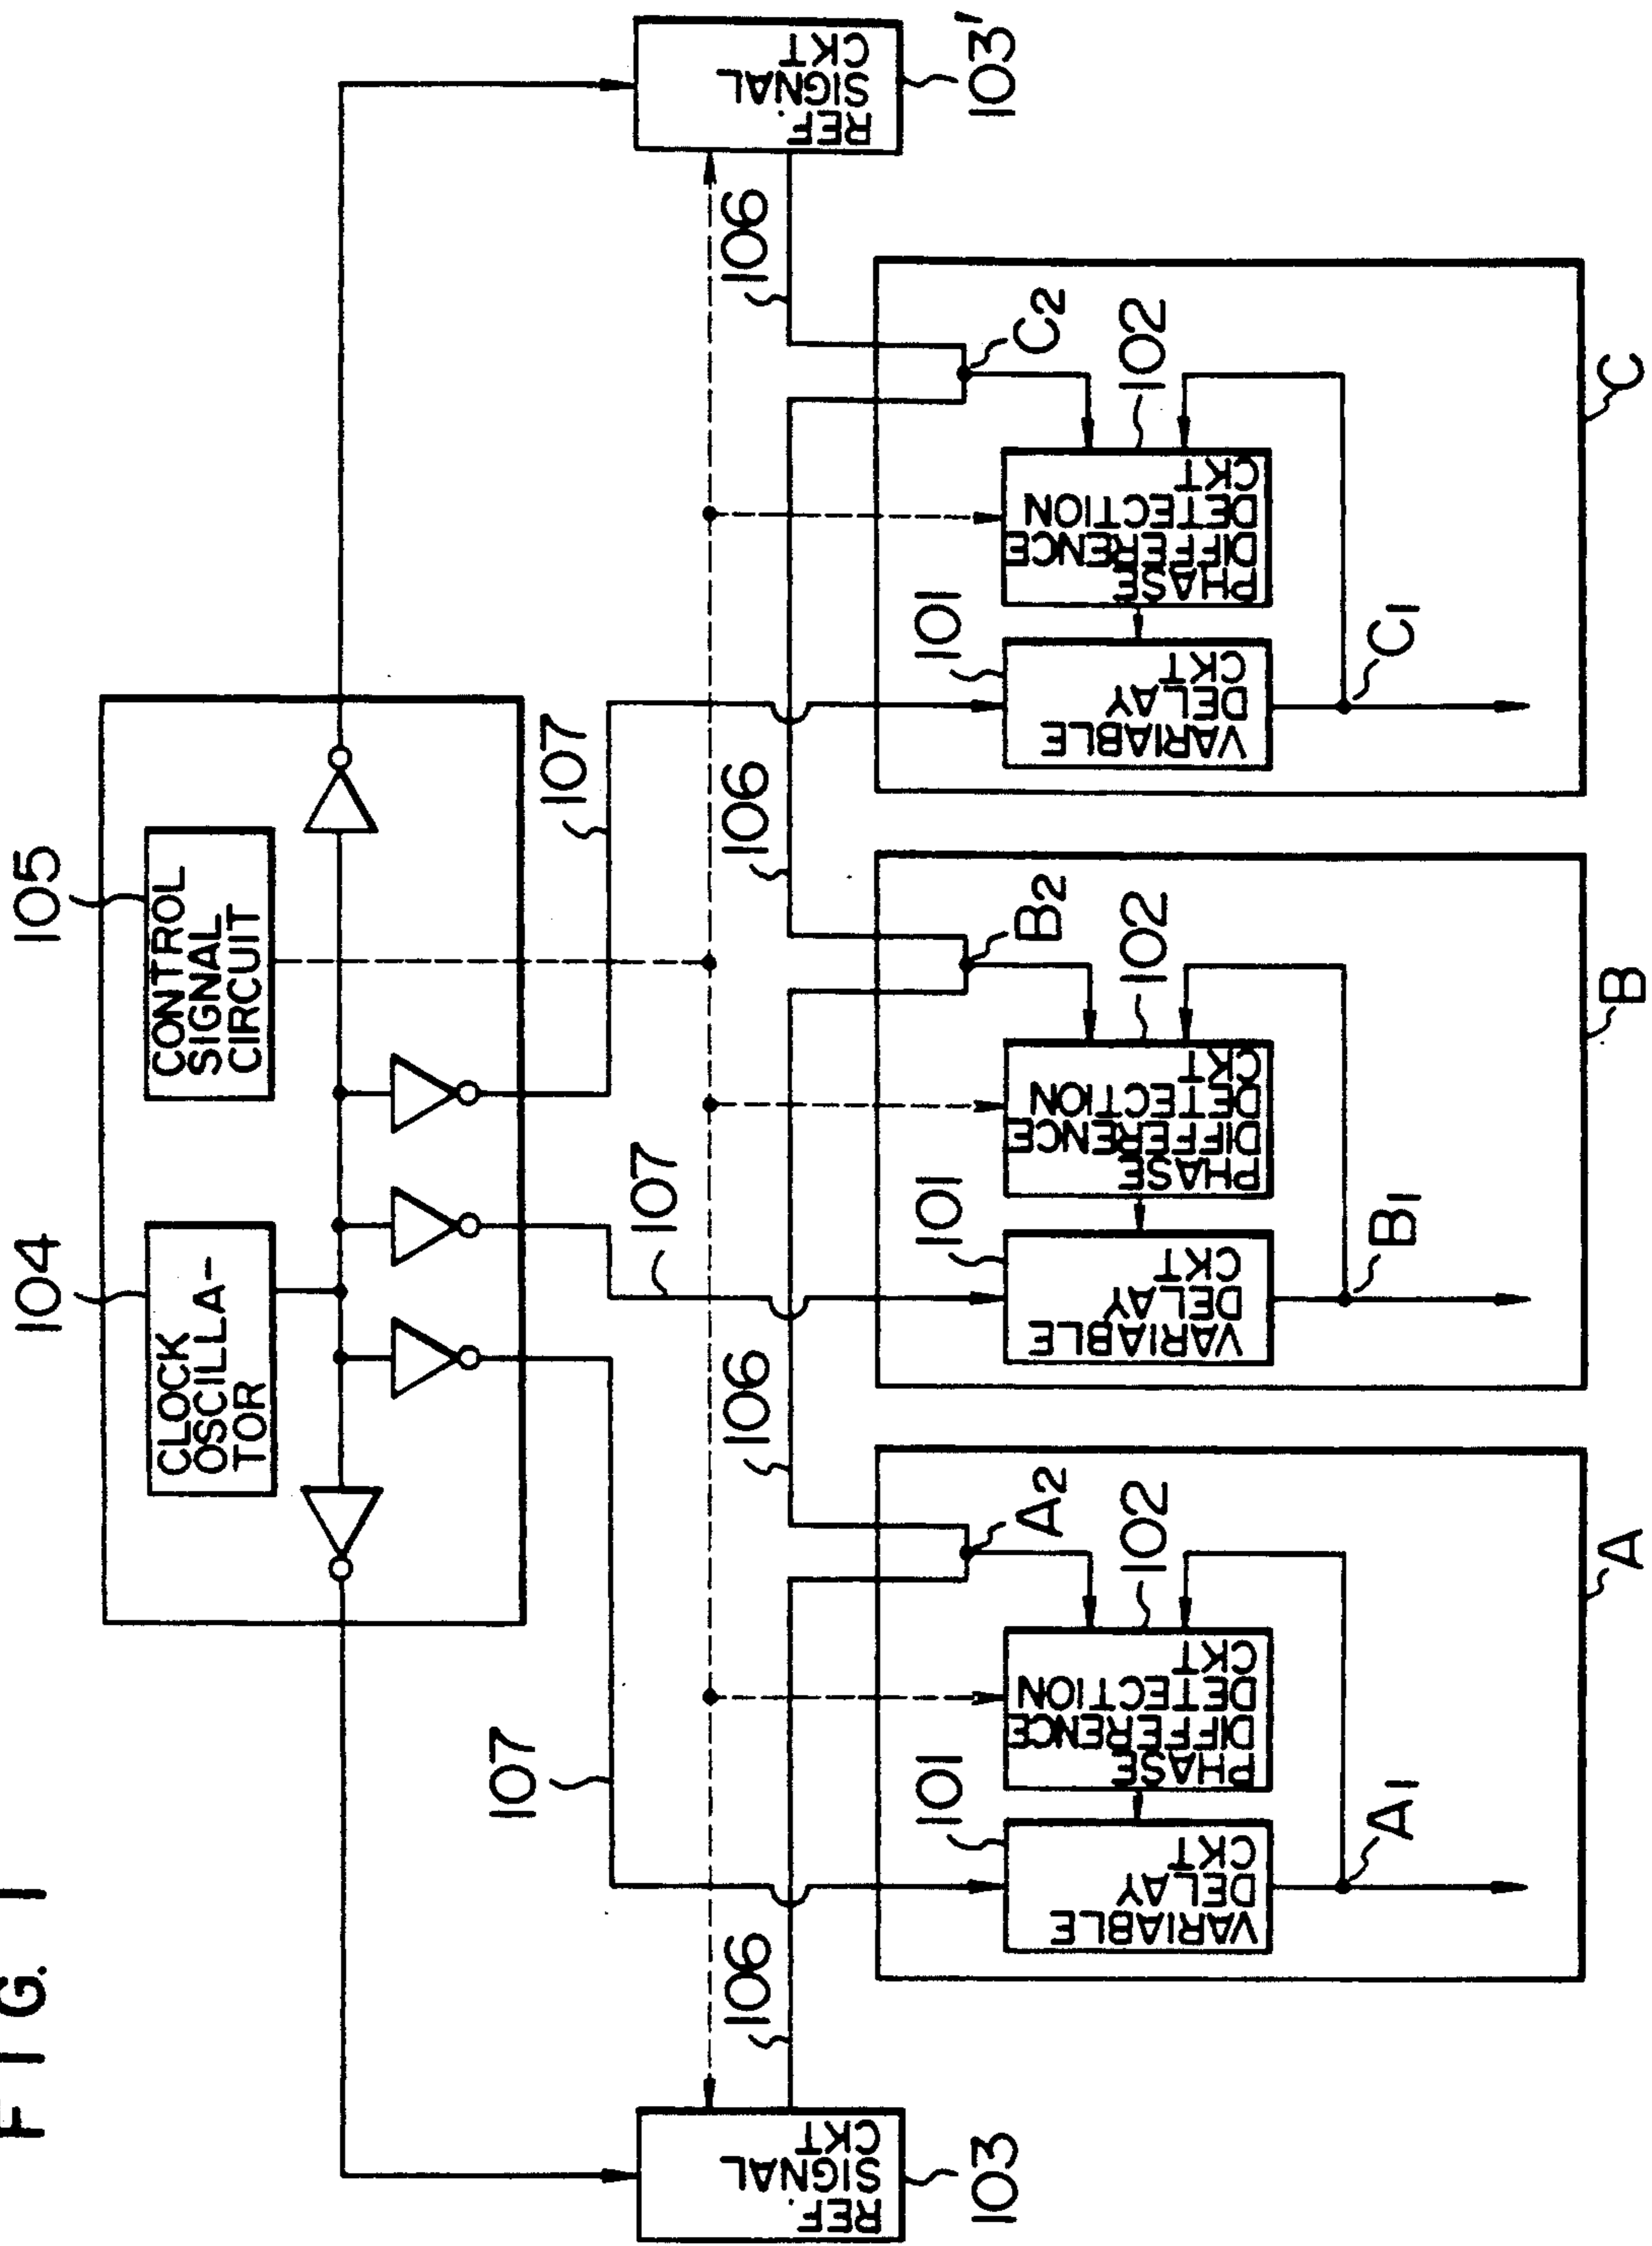 FIG. 1
104
105
CLOCK
OSCILLA-
TOR
CONTROL
SIGNAL
CIRCUIT
107
107
107
106
106
106
106
REF.
SIGNAL
CKT
103
REF.
SIGNAL
CKT
103'
101
VARIABLE
DELAY
CKT
PHASE
DIFFERENCE
DETECTION
CKT
102
A2
A1
A
101
VARIABLE
DELAY
CKT
PHASE
DIFFERENCE
DETECTION
CKT
102
B2
B1
B
101
VARIABLE
DELAY
CKT
PHASE
DIFFERENCE
DETECTION
CKT
102
C2
C1
C